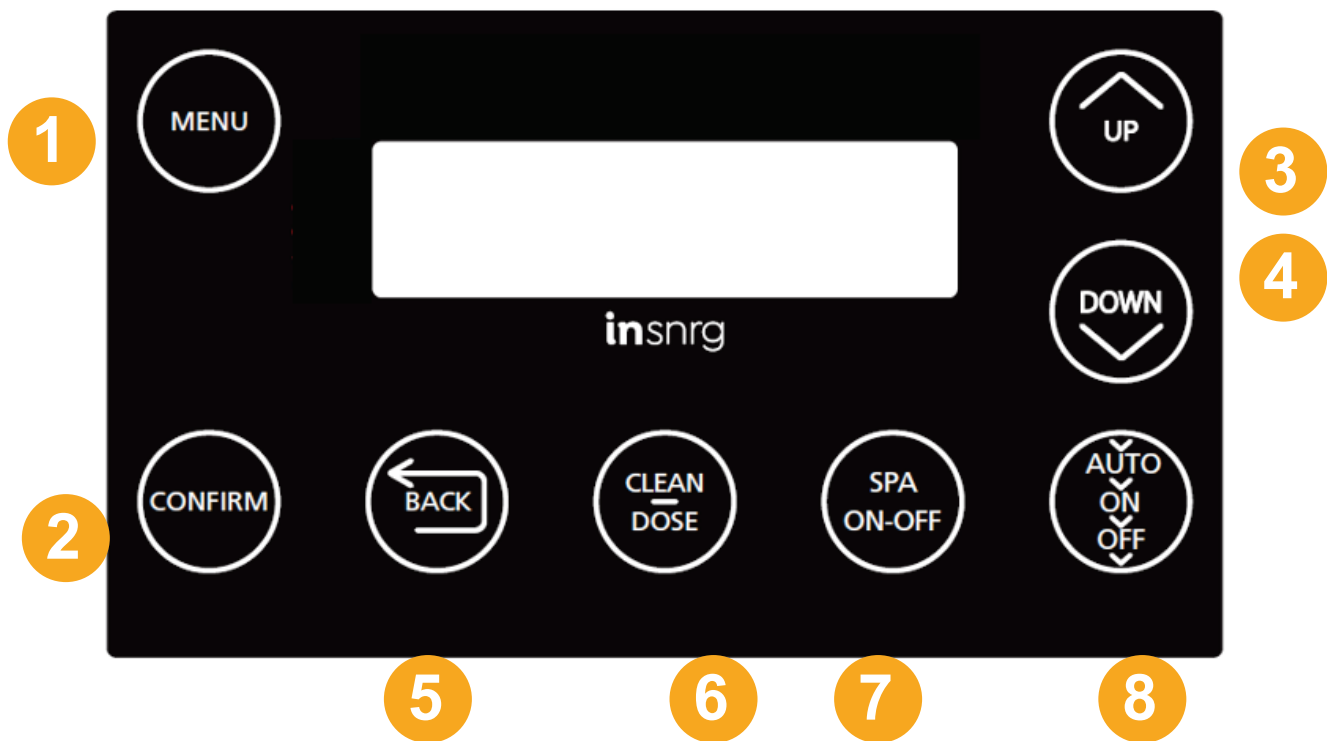 1
MENU
UP
3
4
DOWN
insnrg
2
CONFIRM
BACK
CLEAN
DOSE
SPA
ON-OFF
AUTO
ON
OFF
5
6
7
8